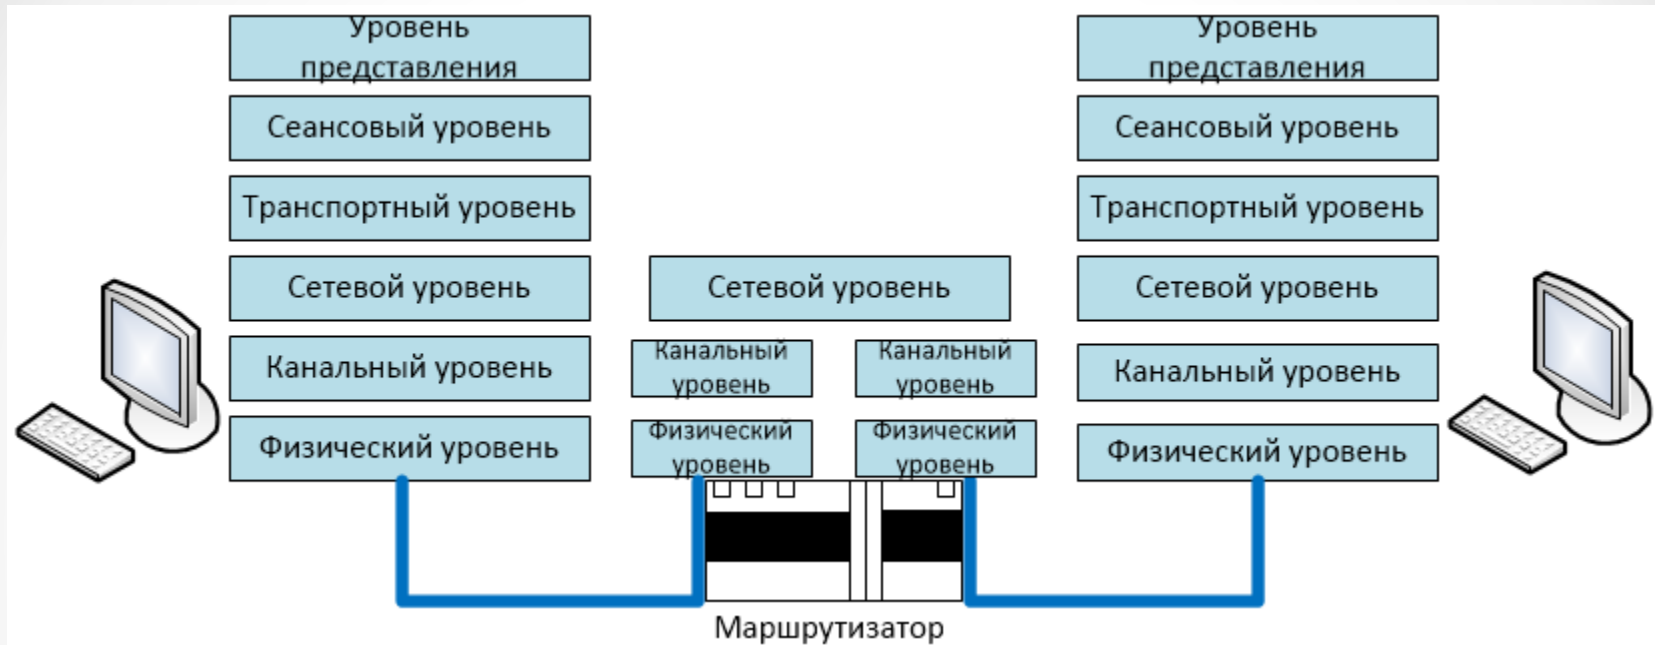 Уровень
представления
Сеансовый уровень
Транспортный уровень
Сетевой уровень
Канальный уровень
Физический уровень
Сетевой уровень
Канальный
уровень
Канальный
уровень
Физический
уровень
Физический
уровень
Маршрутизатор
Уровень
представления
Сеансовый уровень
Транспортный уровень
Сетевой уровень
Канальный уровень
Физический уровень